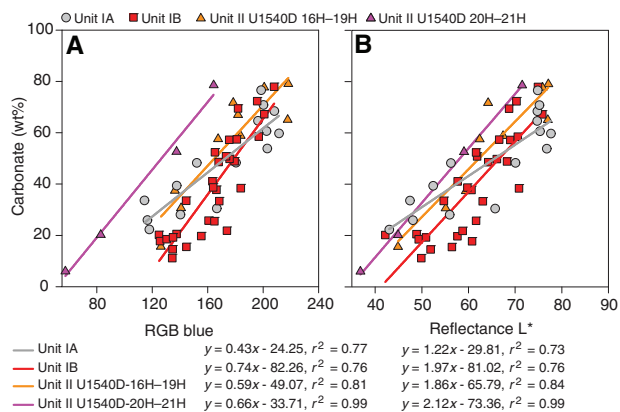 Unit IA Unit IB Unit II U1540D 16H–19H Unit II U1540D 20H–21H
A B
Carbonate (wt%)
100
80
60
40
20
0
80 120 160 200 240
40 50 60 70 80 90
RGB blue Reflectance L*
Unit IA y = 0.43x - 24.25, r² = 0.77 y = 1.22x - 29.81, r² = 0.73
Unit IB y = 0.74x - 82.26, r² = 0.76 y = 1.97x - 81.02, r² = 0.76
Unit II U1540D-16H–19H y = 0.59x - 49.07, r² = 0.81 y = 1.86x - 65.79, r² = 0.84
Unit II U1540D-20H–21H y = 0.66x - 33.71, r² = 0.99 y = 2.12x - 73.36, r² = 0.99